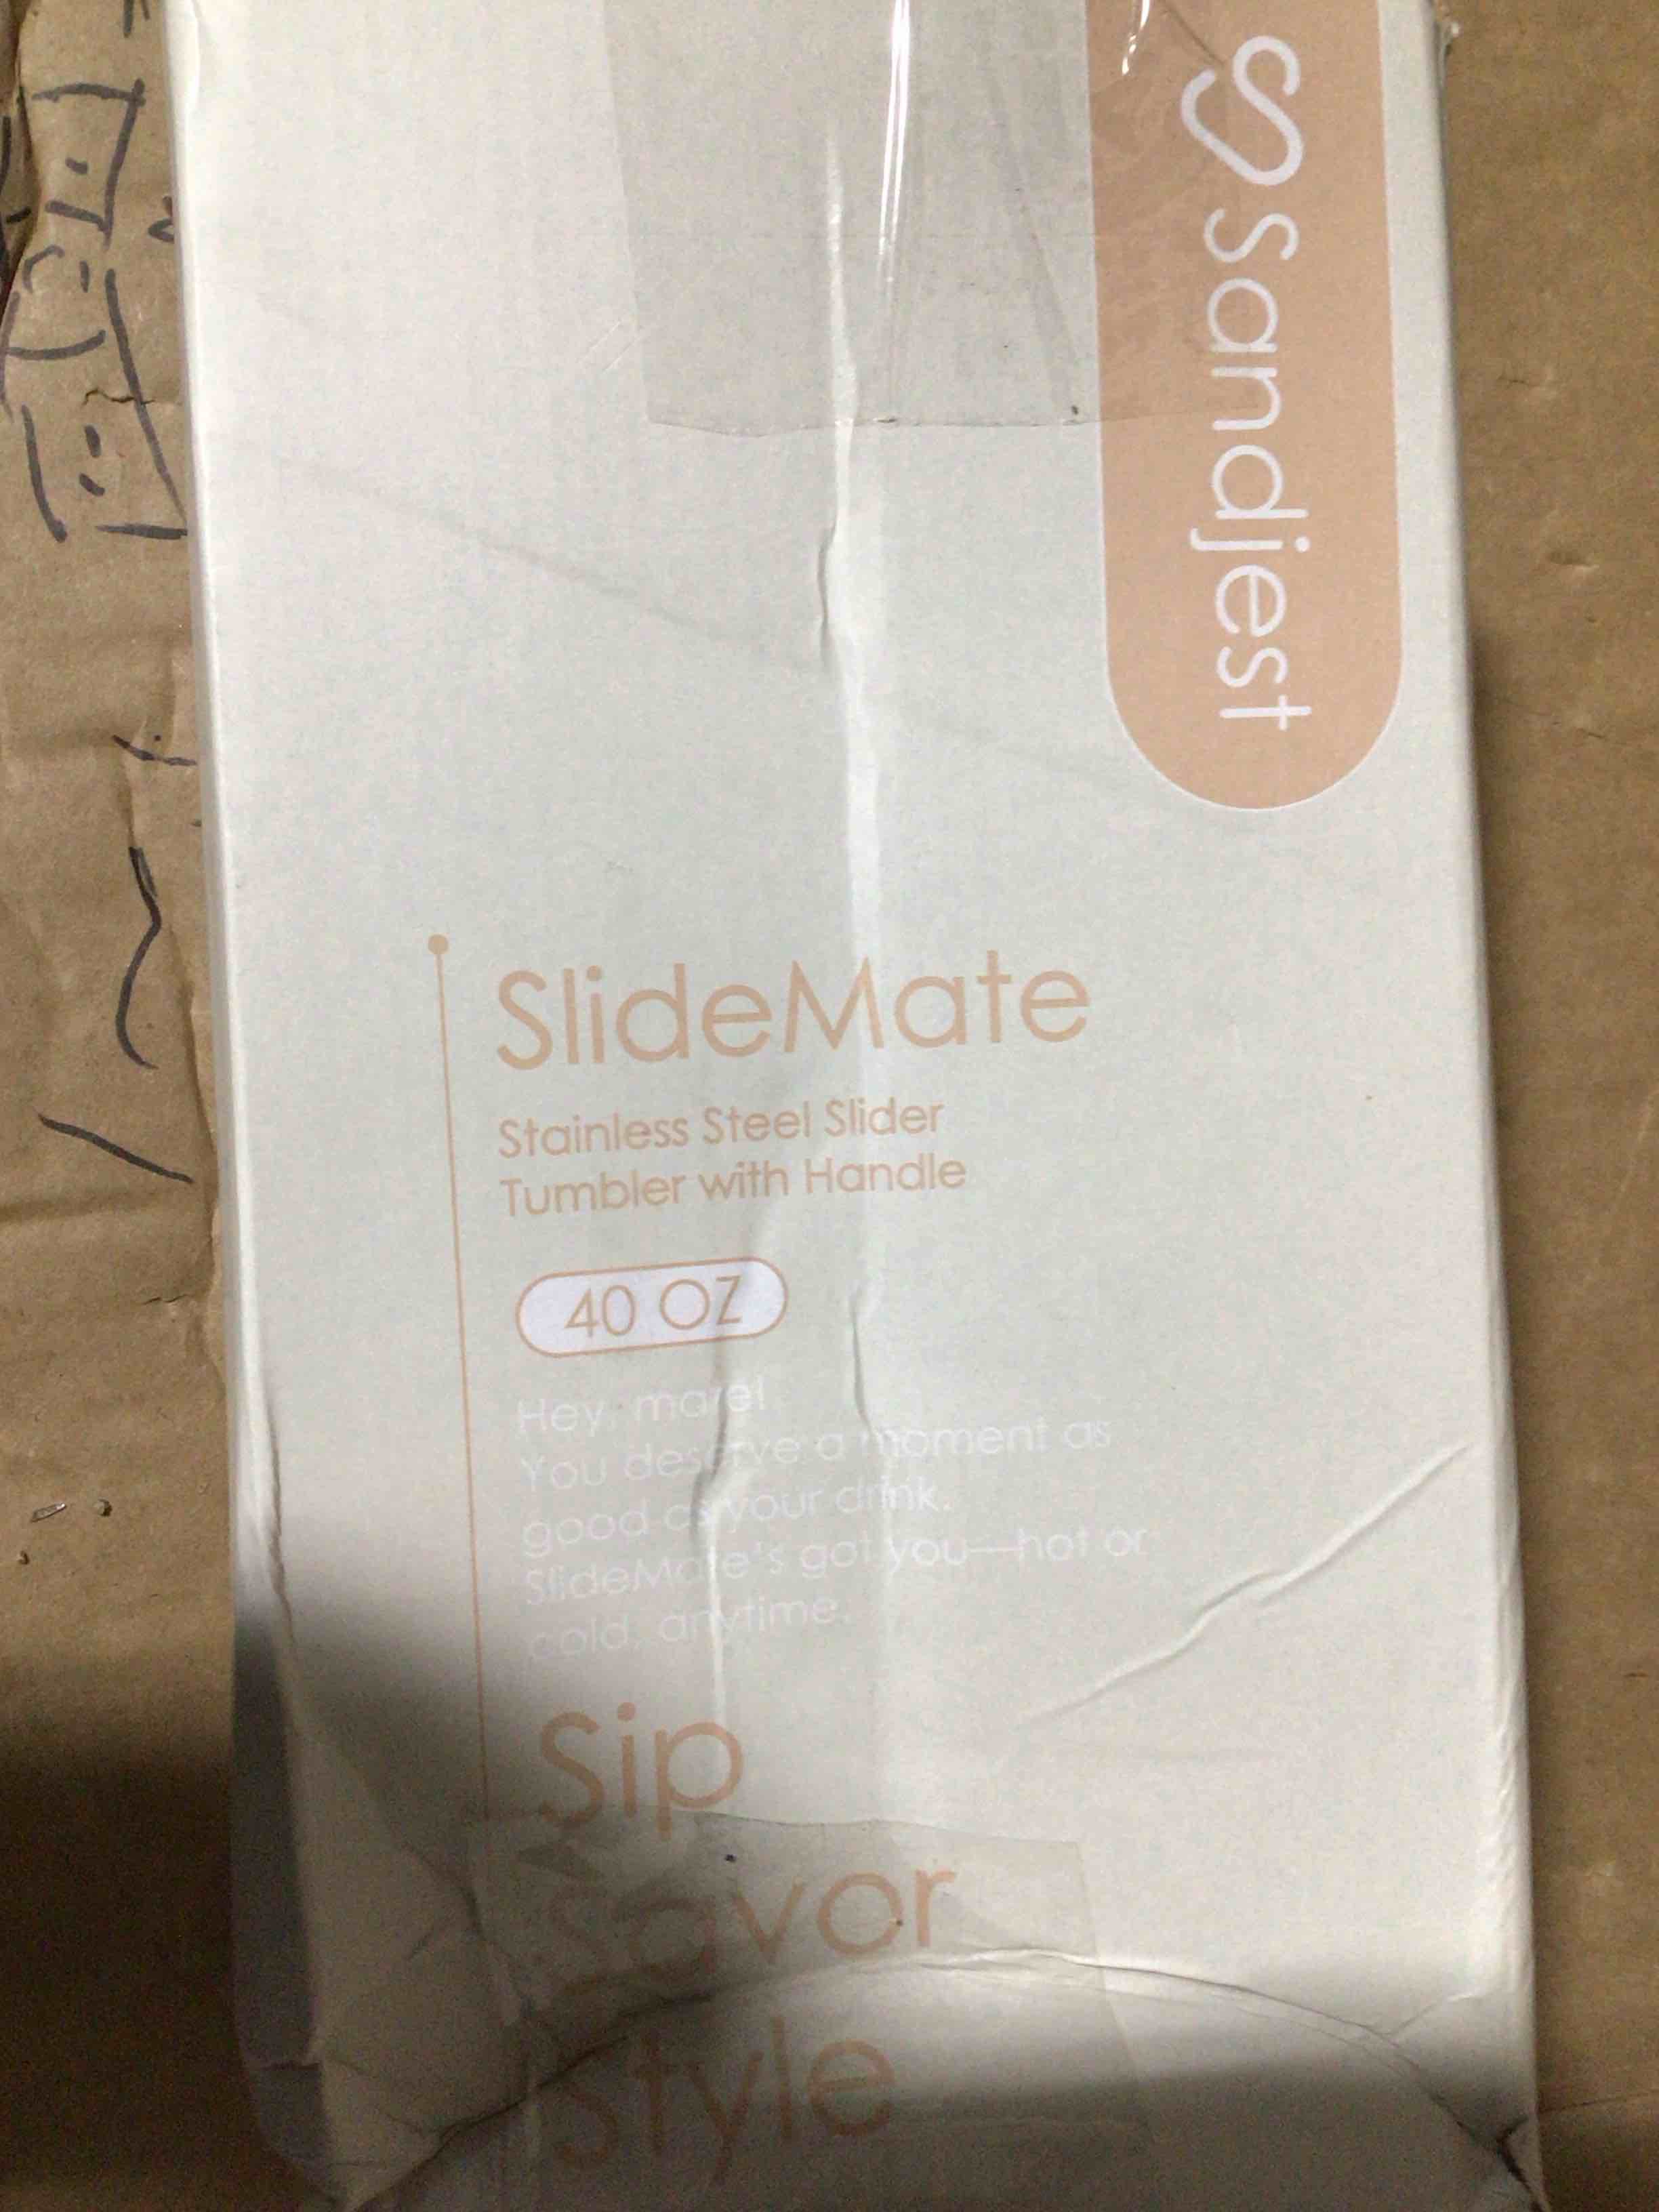 sandjest
SlideMate
Stainless Steel Slider
Tumbler with Handle
40 OZ
Hey, mate!
You deserve a moment as
good as your drink.
SlideMate's got you—hot or
cold, anytime.
Sip
Savor
Style